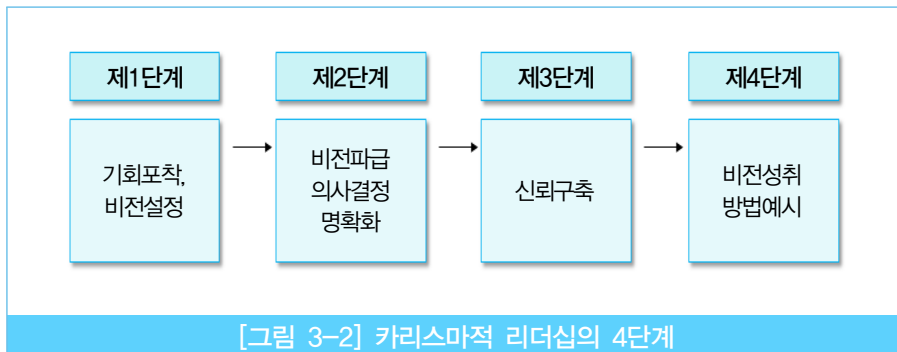 제1단계
제2단계
제3단계
제4단계
기회포착,
비전설정
비전파급
의사결정
명확화
신뢰구축
비전성취
방법예시
[그림 3-2] 카리스마적 리더십의 4단계